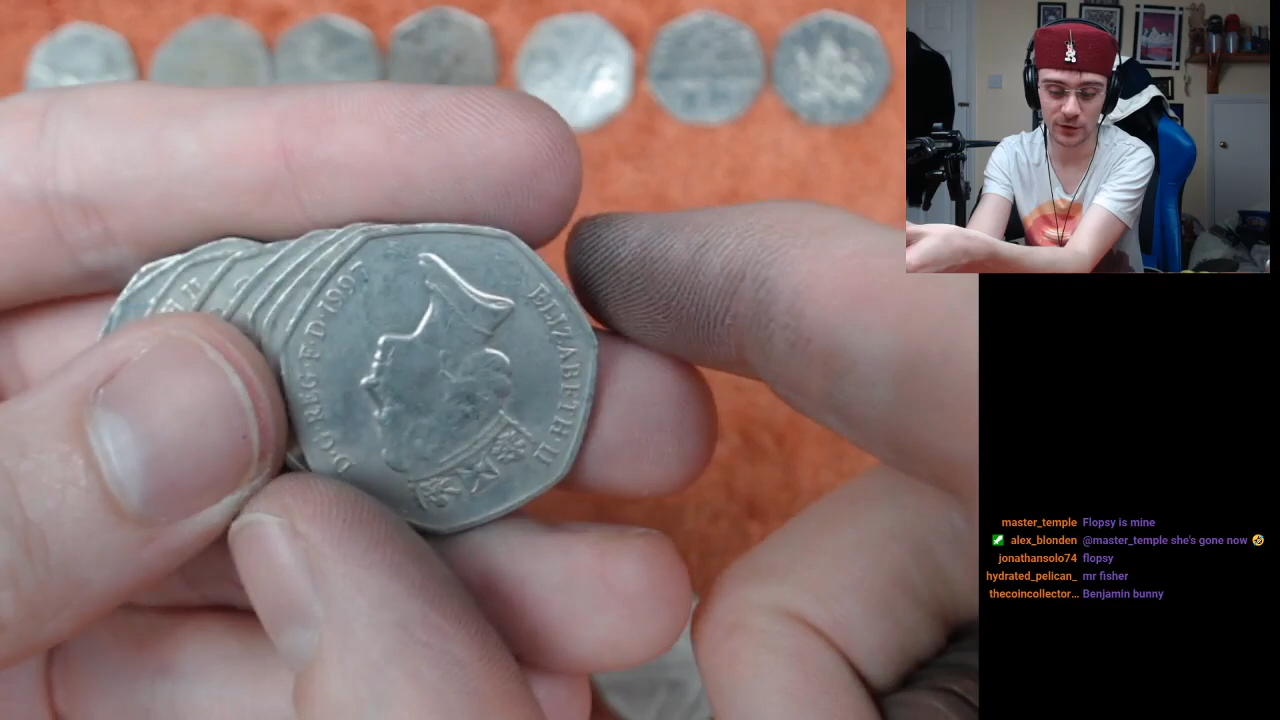 D·G·REG·F·D·1997
ELIZABETH·II
H II
master_temple Flopsy is mine
alex_blonden @master_temple she's gone now 🤣
jonathansolo74 flopsy
hydrated_pelican_ mr fisher
thecoincollector... Benjamin bunny